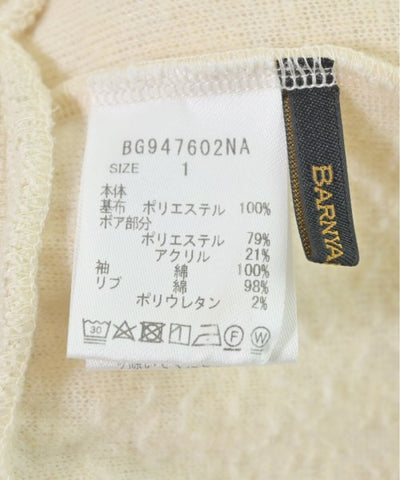 BG947602NA
SIZE 1
本体
基布 ポリエステル 100%
ボア部分
ポリエステル 79%
アクリル 21%
袖 綿 100%
リブ 綿 98%
ポリウレタン 2%
30 F W
BARNYA